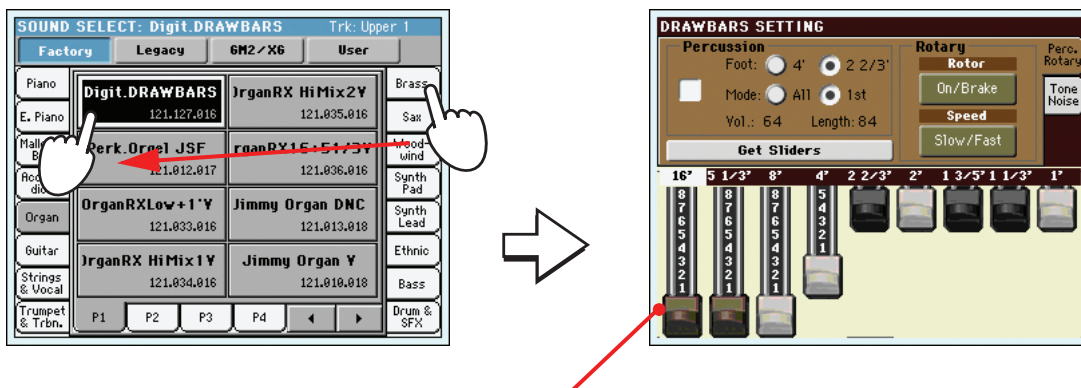 SOUND SELECT: Digit.DRAWBARS Trk: Upper 1
Factory Legacy GM2/XG User
Piano
E. Piano
Organ
Guitar
Strings & Vocal
Trumpet & Trbn.
Digit.DRAWBARS
121.127.016
)rganRX HiMix2Y
121.035.016
Perk.Orgel JSF
121.012.017
rganRX16+51/3Y
121.036.016
OrganRXLow+1'Y
121.033.016
Jimmy Organ DNC
121.013.018
)rganRX HiMix1Y
121.034.016
Jimmy Organ Y
121.010.018
Brass
Sax
wind
Synth Pad
Synth Lead
Ethnic
Bass
Drum & SFX
P1 P2 P3 P4
DRAWBARS SETTING
Percussion
Foot: 4' 2 2/3'
Mode: All 1st
Vol.: 64 Length: 84
Get Sliders
Rotary
Rotor
On/Brake
Speed
Slow/Fast
Perc. Rotary
Tone Noise
16' 5 1/3' 8' 4' 2 2/3' 2' 1 3/5' 1 1/3' 1'
8 8 8 5
7 7 7 4
6 6 6 3
5 5 5 2
4 4 4 1
3 3 3
2 2 2
1 1 1